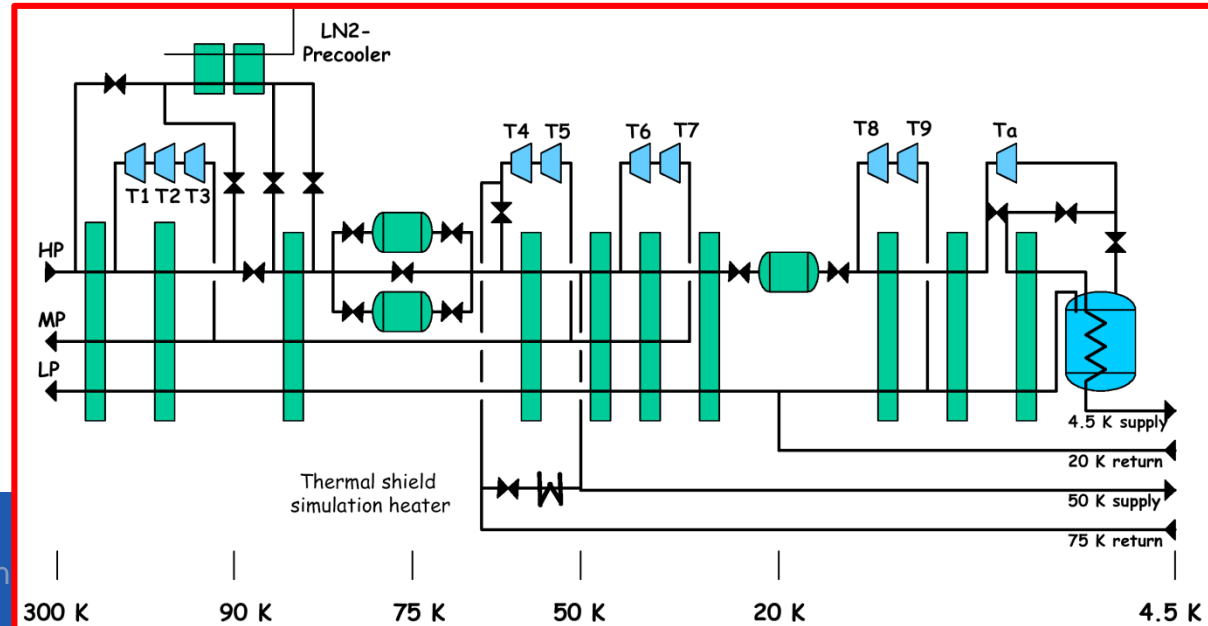 LN2-
Precooler
T1 T2 T3
T4 T5
T6 T7
T8 T9
Ta
HP
MP
LP
4.5 K supply
20 K return
Thermal shield
simulation heater
50 K supply
75 K return
300 K 90 K 75 K 50 K 20 K 4.5 K